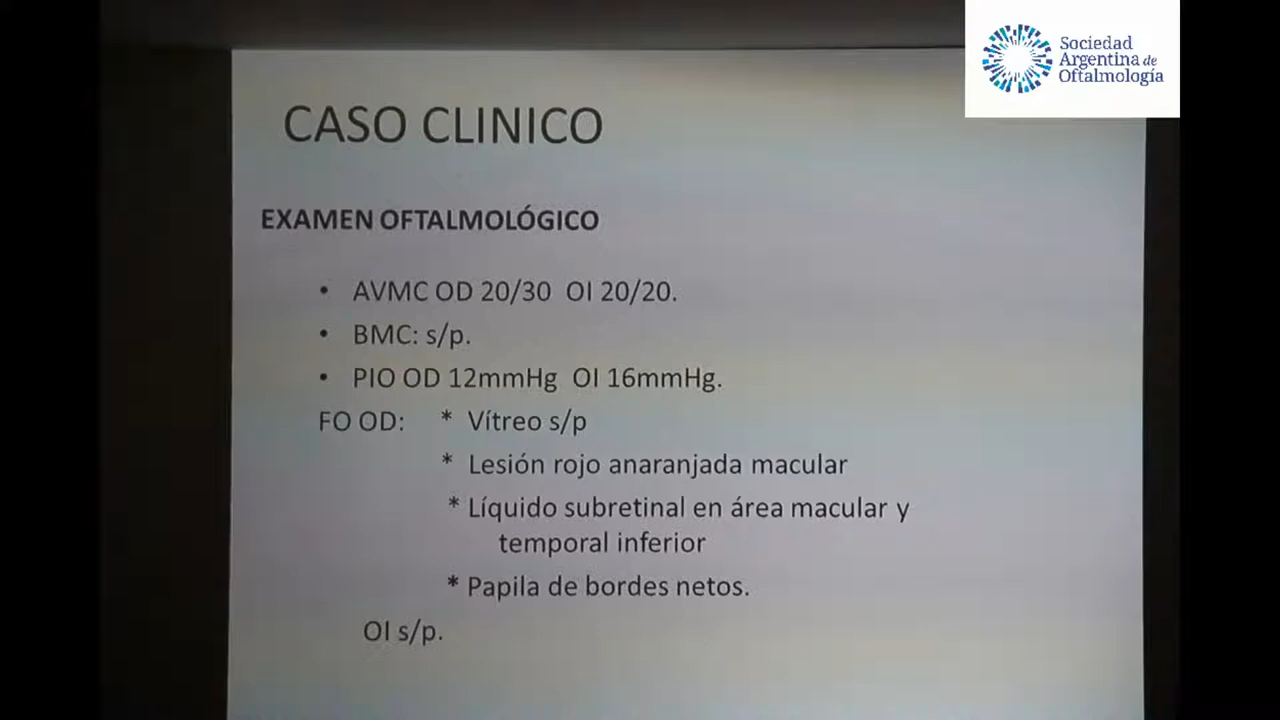 Sociedad
Argentina de
Oftalmología
CASO CLINICO
EXAMEN OFTALMOLÓGICO
• AVMC OD 20/30 OI 20/20.
• BMC: s/p.
• PIO OD 12mmHg OI 16mmHg.
FO OD: * Vítreo s/p
* Lesión rojo anaranjada macular
* Líquido subretinal en área macular y
temporal inferior
* Papila de bordes netos.
OI s/p.